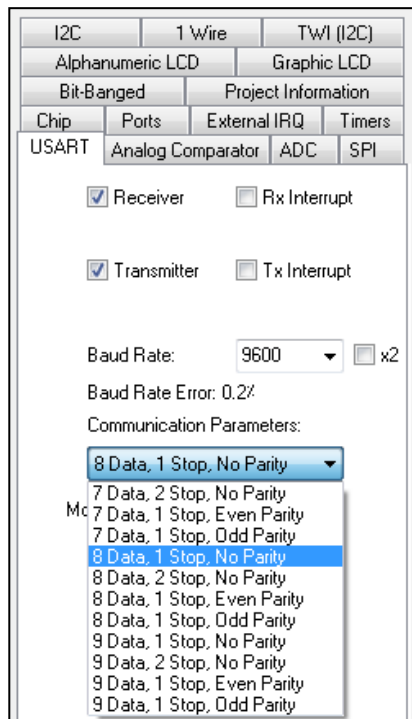 I2C 1 Wire TWI (I2C)
Alphanumeric LCD Graphic LCD
Bit-Banged Project Information
Chip Ports External IRQ Timers
USART Analog Comparator ADC SPI
Receiver Rx Interrupt
Transmitter Tx Interrupt
Baud Rate: 9600 x2
Baud Rate Error: 0.2%
Communication Parameters:
8 Data, 1 Stop, No Parity
7 Data, 2 Stop, No Parity
7 Data, 1 Stop, Even Parity
7 Data, 1 Stop, Odd Parity
8 Data, 1 Stop, No Parity
8 Data, 2 Stop, No Parity
8 Data, 1 Stop, Even Parity
8 Data, 1 Stop, Odd Parity
9 Data, 1 Stop, No Parity
9 Data, 2 Stop, No Parity
9 Data, 1 Stop, Even Parity
9 Data, 1 Stop, Odd Parity